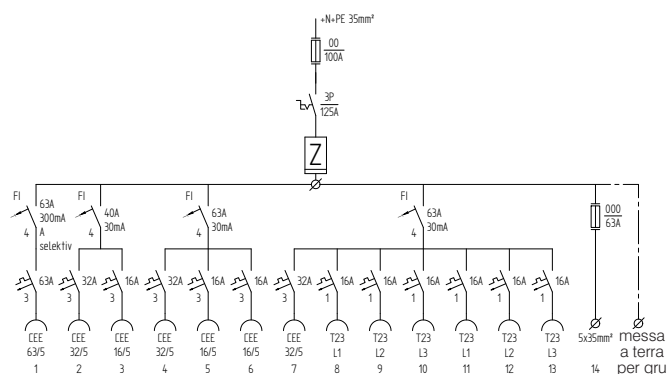 +N+PE 35mm²
00
100A
3P
125A
Z
FI 63A
300mA
A
selektiv
4
FI 40A
30mA
4
FI 63A
30mA
4
FI 63A
30mA
4
000
63A
63A 32A 16A 32A 16A 16A 32A 16A 16A 16A 16A 16A 16A
3 3 3 3 3 3 3 1 1 1 1 1 1
CEE CEE CEE CEE CEE CEE CEE T23 T23 T23 T23 T23 T23 5x35mm² messa
63/5 32/5 16/5 32/5 16/5 16/5 32/5 L1 L2 L3 L1 L2 L3 a terra
1 2 3 4 5 6 7 8 9 10 11 12 13 14 per gru